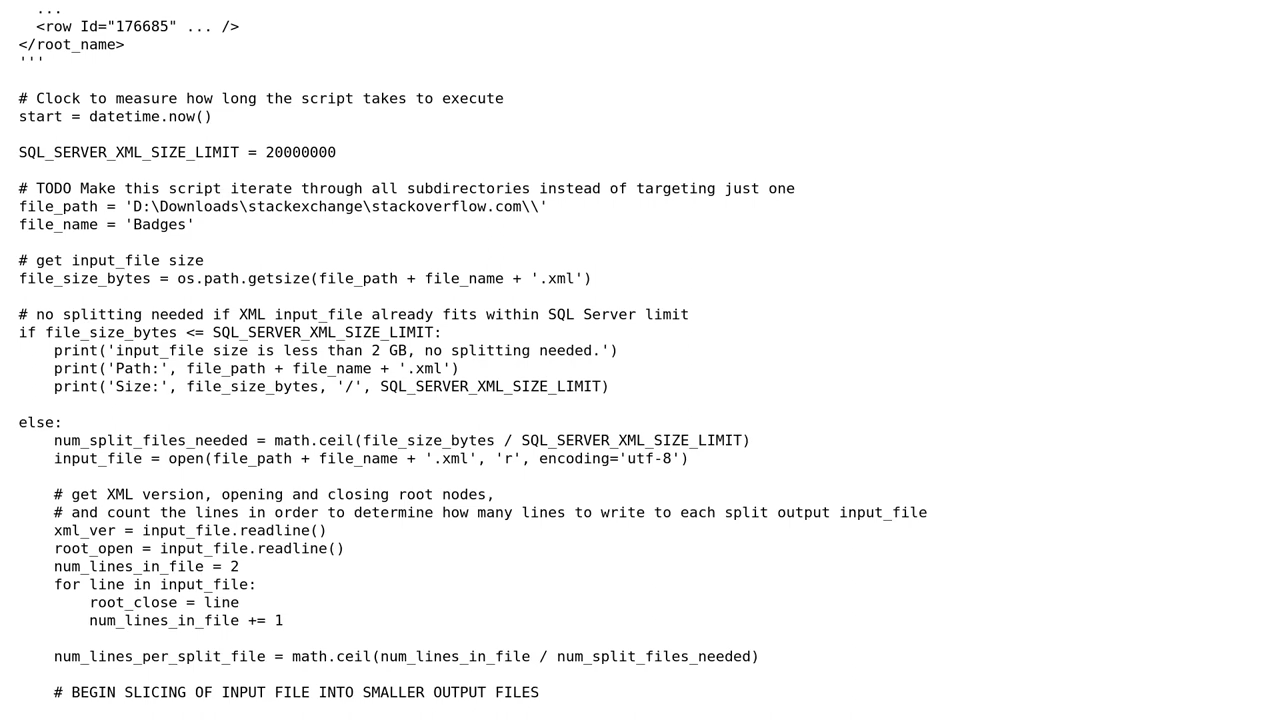 ...
  <row Id="176685" ... />
</root_name>
'''

# Clock to measure how long the script takes to execute
start = datetime.now()

SQL_SERVER_XML_SIZE_LIMIT = 20000000

# TODO Make this script iterate through all subdirectories instead of targeting just one
file_path = 'D:\Downloads\stackexchange\stackoverflow.com\\'
file_name = 'Badges'

# get input_file size
file_size_bytes = os.path.getsize(file_path + file_name + '.xml')

# no splitting needed if XML input_file already fits within SQL Server limit
if file_size_bytes <= SQL_SERVER_XML_SIZE_LIMIT:
    print('input_file size is less than 2 GB, no splitting needed.')
    print('Path:', file_path + file_name + '.xml')
    print('Size:', file_size_bytes, '/', SQL_SERVER_XML_SIZE_LIMIT)

else:
    num_split_files_needed = math.ceil(file_size_bytes / SQL_SERVER_XML_SIZE_LIMIT)
    input_file = open(file_path + file_name + '.xml', 'r', encoding='utf-8')

    # get XML version, opening and closing root nodes,
    # and count the lines in order to determine how many lines to write to each split output input_file
    xml_ver = input_file.readline()
    root_open = input_file.readline()
    num_lines_in_file = 2
    for line in input_file:
        root_close = line
        num_lines_in_file += 1

    num_lines_per_split_file = math.ceil(num_lines_in_file / num_split_files_needed)

    # BEGIN SLICING OF INPUT FILE INTO SMALLER OUTPUT FILES